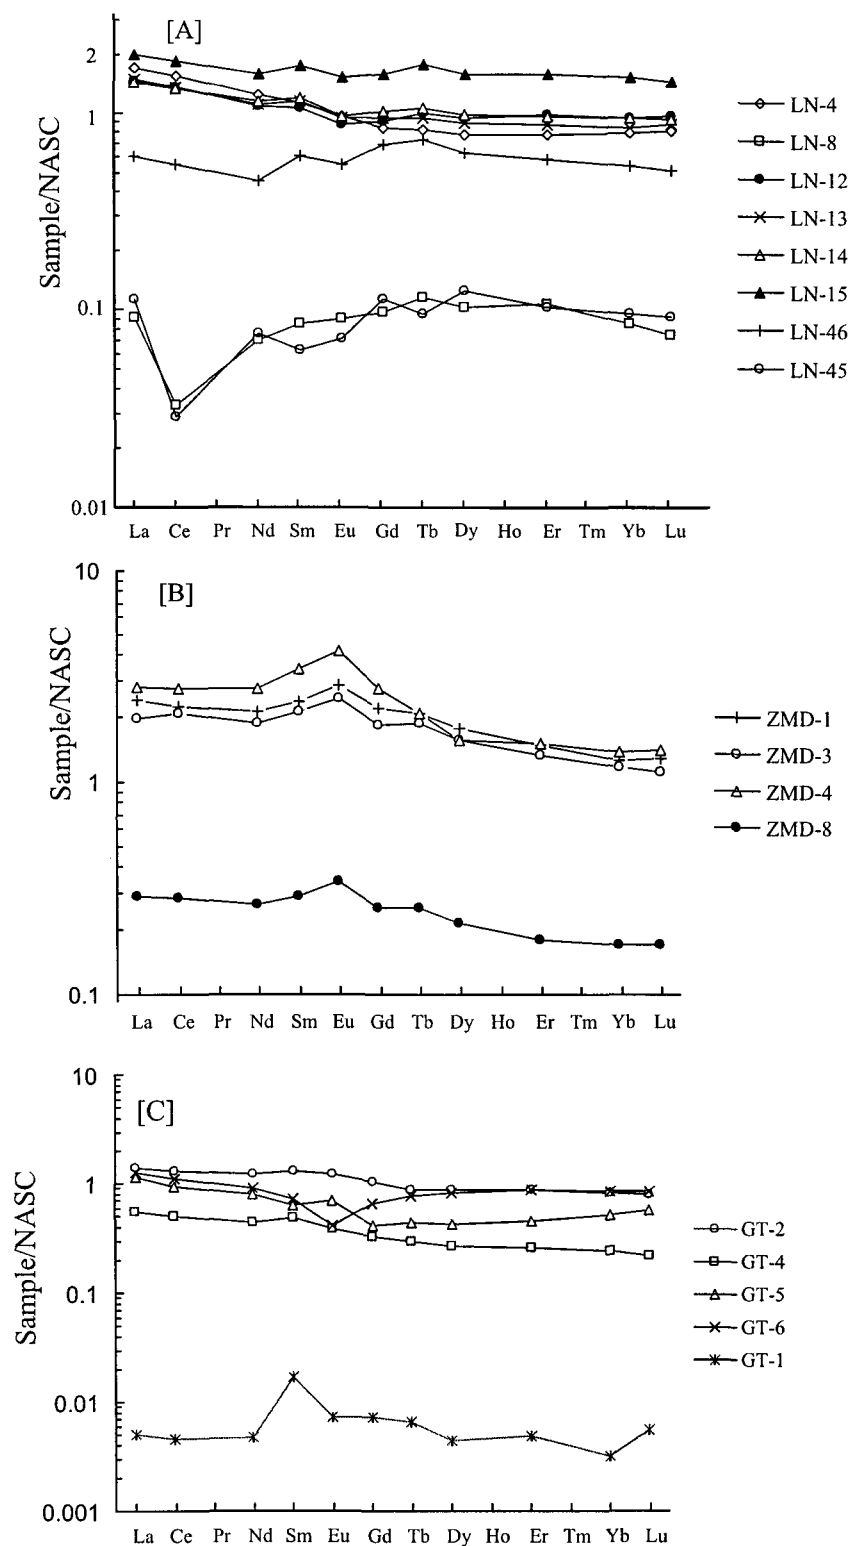 [A]
2
1
0.1
0.01
Sample/NASC
La Ce Pr Nd Sm Eu Gd Tb Dy Ho Er Tm Yb Lu
LN-4
LN-8
LN-12
LN-13
LN-14
LN-15
LN-46
LN-45
[B]
10
1
0.1
Sample/NASC
La Ce Pr Nd Sm Eu Gd Tb Dy Ho Er Tm Yb Lu
ZMD-1
ZMD-3
ZMD-4
ZMD-8
[C]
10
1
0.1
0.01
0.001
Sample/NASC
La Ce Pr Nd Sm Eu Gd Tb Dy Ho Er Tm Yb Lu
GT-2
GT-4
GT-5
GT-6
GT-1